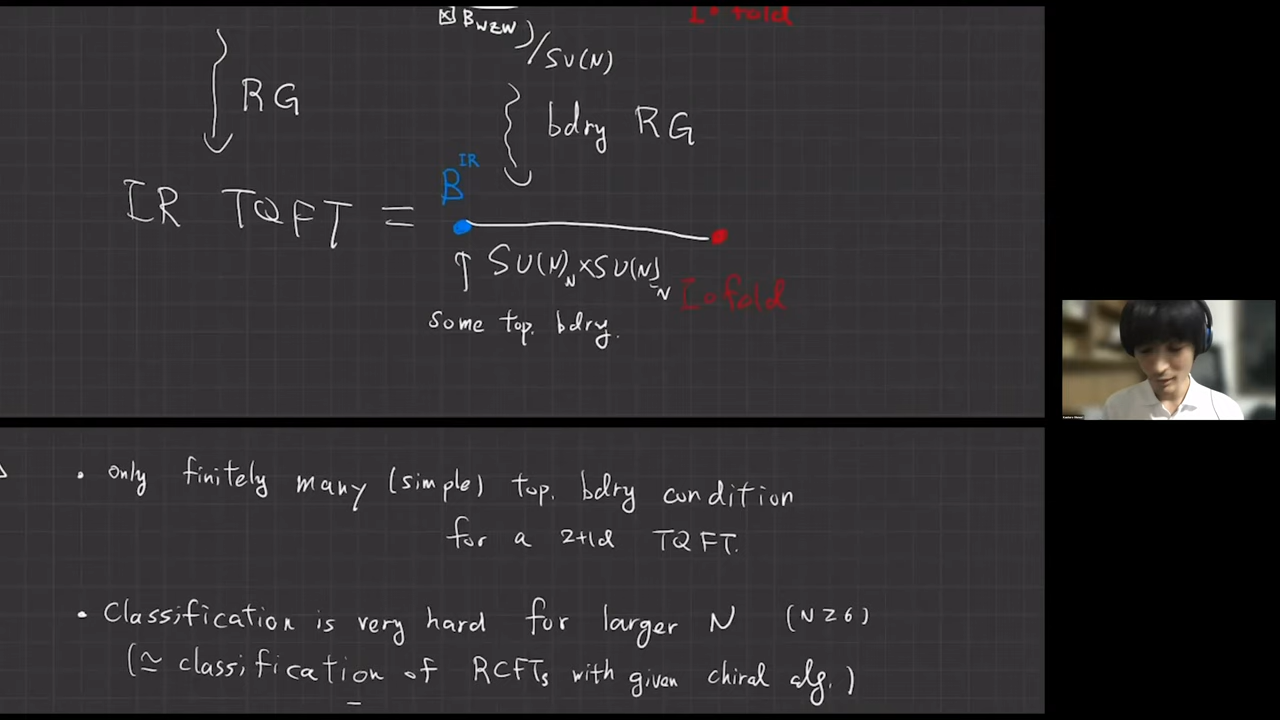 ⊠ B_WZW )/SU(N)
I∘fold
RG
bdry RG
IR TQFT = B^IR
SU(N)_N × SU(N)_-N
I∘fold
↑
some top. bdry.
• only finitely many (simple) top. bdry condition
for a 2+1d TQFT.
• Classification is very hard for larger N (N≥6)
(≃ classification of RCFTs with given chiral alg.)